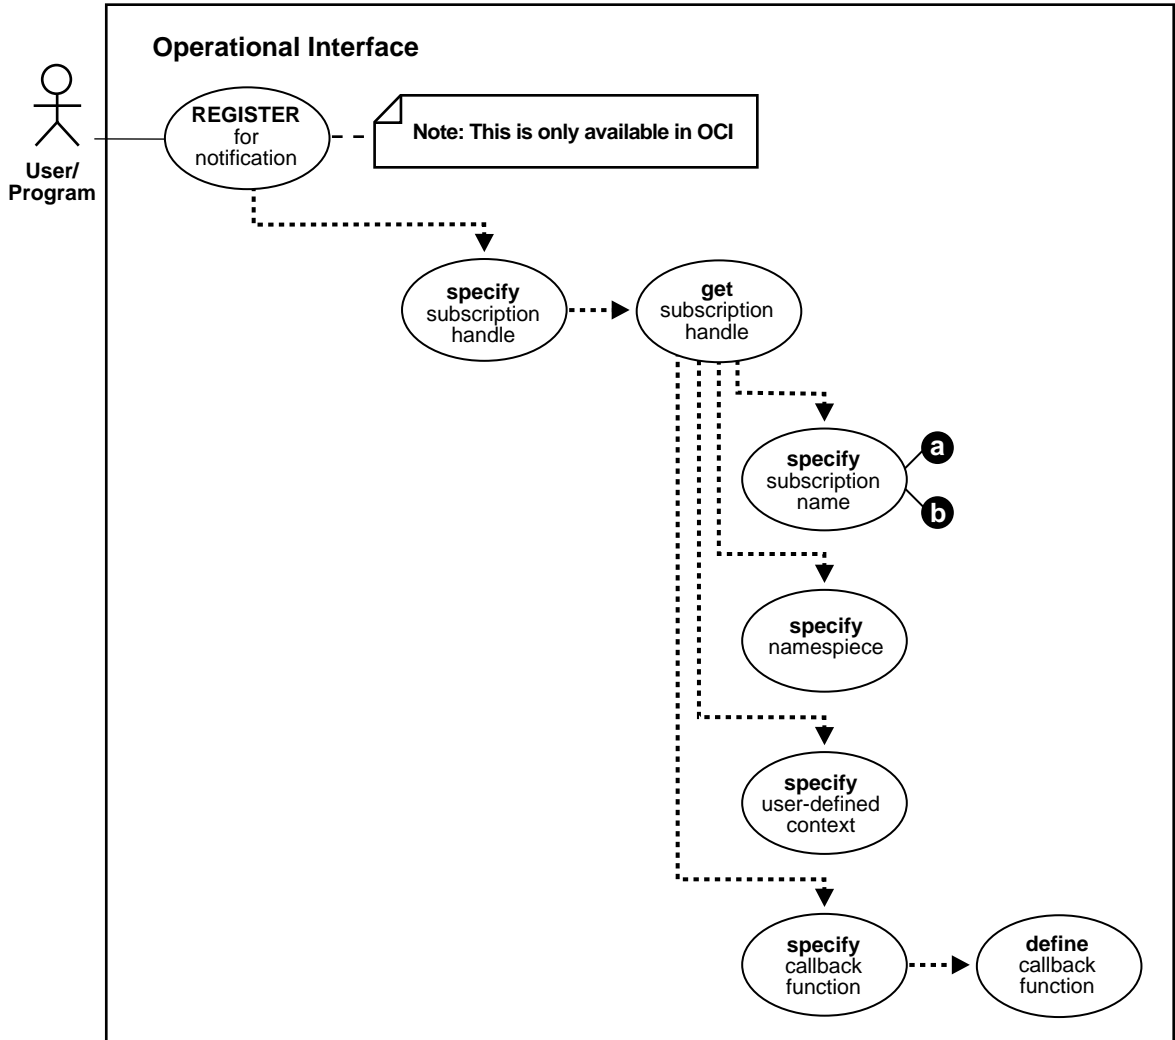 Operational Interface
User/
Program
REGISTER
for
notification
Note: This is only available in OCI
specify
subscription
handle
get
subscription
handle
specify
subscription
name
a
b
specify
namespiece
specify
user-defined
context
specify
callback
function
define
callback
function